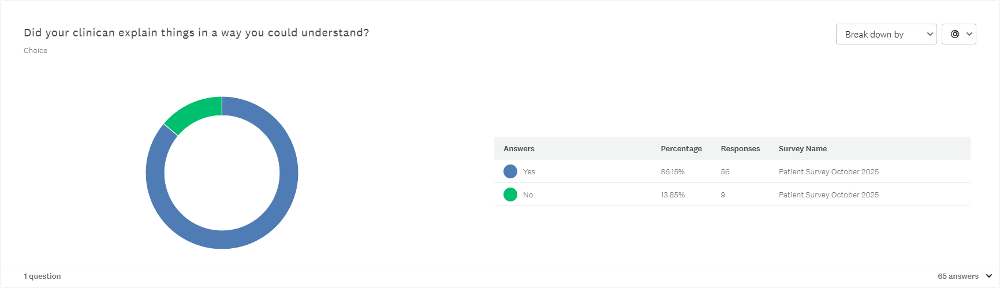 Did your clinican explain things in a way you could understand?
Choice
Break down by
Answers Percentage Responses Survey Name
Yes 86.15% 56 Patient Survey October 2025
No 13.85% 9 Patient Survey October 2025
1 question
65 answers